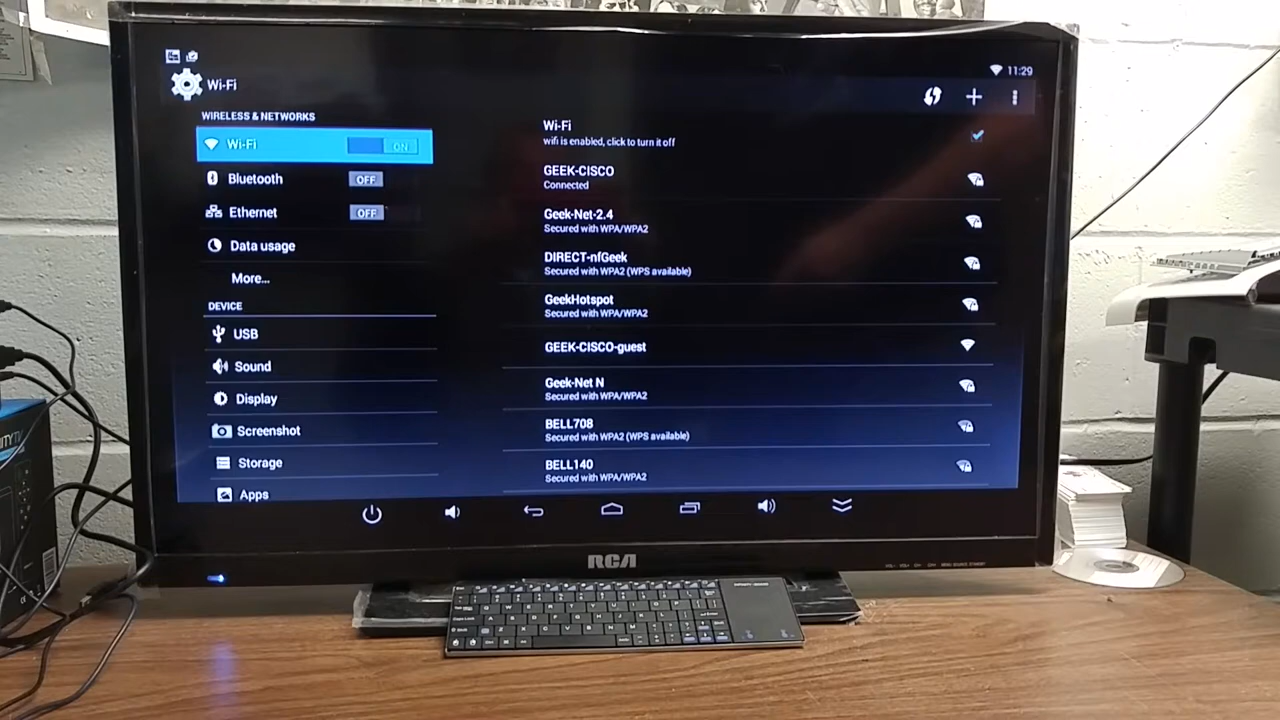 11:29
Wi-Fi
WIRELESS & NETWORKS
Wi-Fi ON
Bluetooth OFF
Ethernet OFF
Data usage
More...
DEVICE
USB
Sound
Display
Screenshot
Storage
Apps
Wi-Fi
wifi is enabled, click to turn it off
GEEK-CISCO
Connected
Geek-Net-2.4
Secured with WPA/WPA2
DIRECT-nfGeek
Secured with WPA2 (WPS available)
GeekHotspot
Secured with WPA/WPA2
GEEK-CISCO-guest
Geek-Net N
Secured with WPA/WPA2
BELL708
Secured with WPA2 (WPS available)
BELL140
Secured with WPA/WPA2
RCA